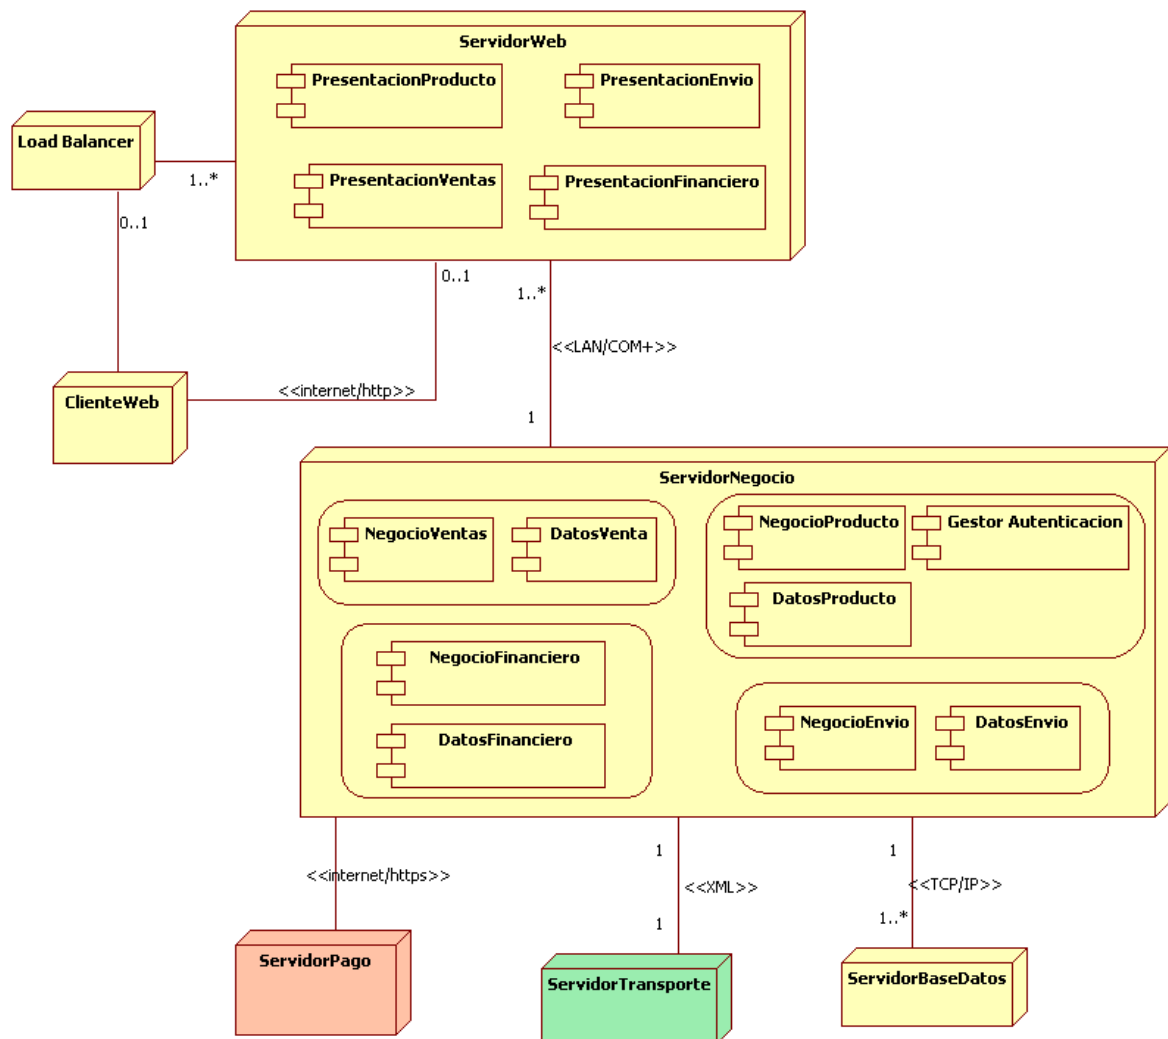 ServidorWeb
PresentacionProducto
PresentacionEnvio
Load Balancer
1..*
PresentacionVentas
PresentacionFinanciero
0..1
0..1
1..*
<<LAN/COM+>>
<<internet/http>>
ClienteWeb
1
ServidorNegocio
NegocioVentas
DatosVenta
NegocioProducto
Gestor Autenticacion
DatosProducto
NegocioFinanciero
DatosFinanciero
NegocioEnvio
DatosEnvio
1
1
<<internet/https>>
<<XML>>
<<TCP/IP>>
1
1..*
ServidorPago
ServidorTransporte
ServidorBaseDatos